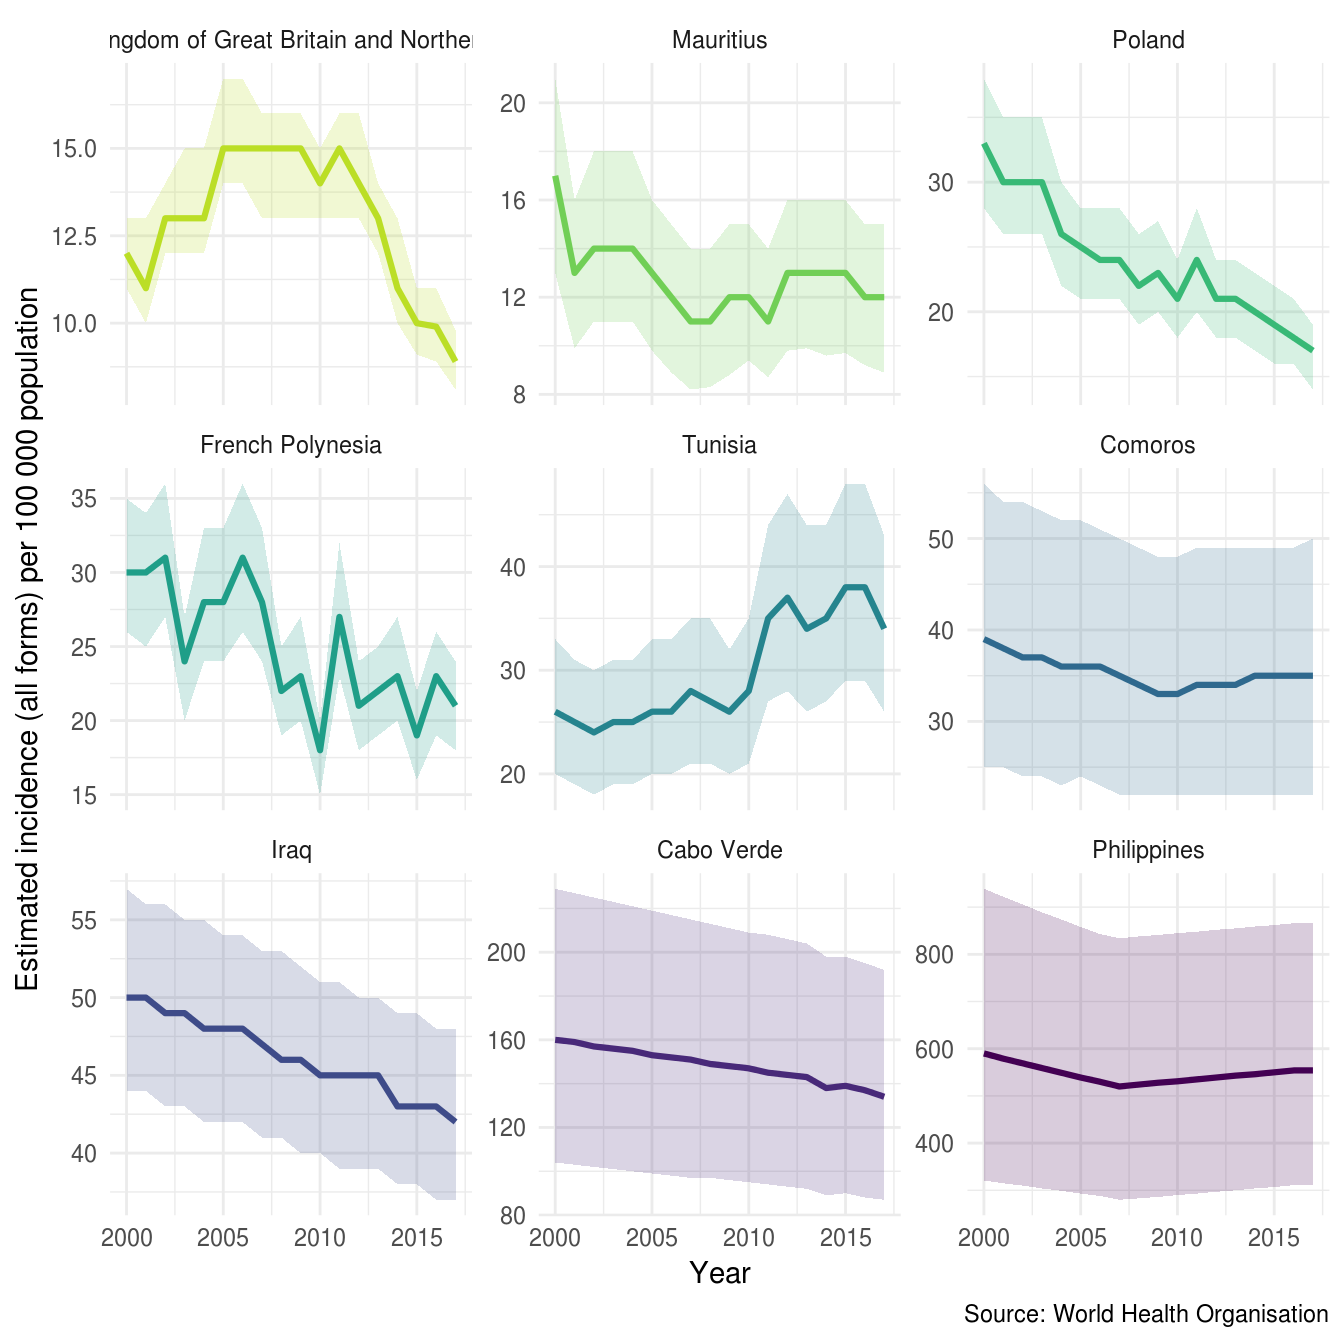 ngdom of Great Britain and Norther
Mauritius
Poland
15.0
12.5
10.0
20
16
12
8
30
20
French Polynesia
Tunisia
Comoros
35
30
25
20
15
40
30
20
50
40
30
Iraq
Cabo Verde
Philippines
55
50
45
40
200
160
120
80
800
600
400
2000 2005 2010 2015
2000 2005 2010 2015
2000 2005 2010 2015
Estimated incidence (all forms) per 100 000 population
Year
Source: World Health Organisation